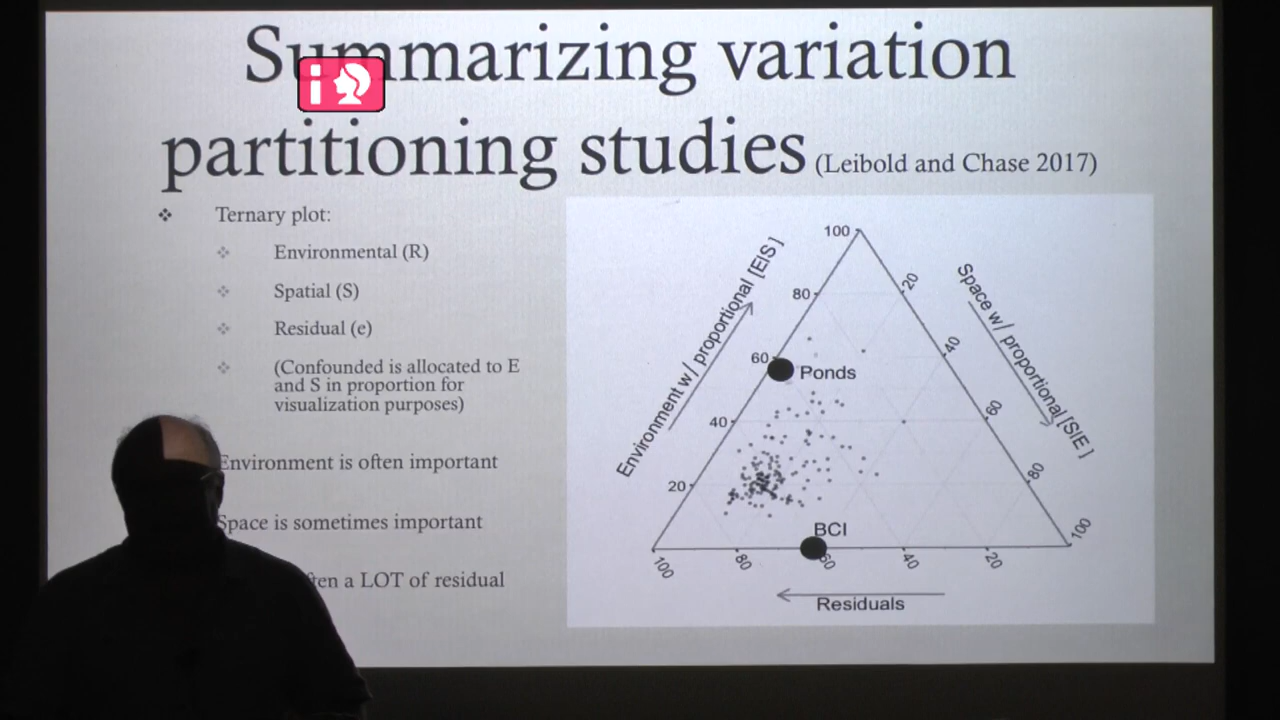 Summarizing variation
partitioning studies (Leibold and Chase 2017)
❖ Ternary plot:
❖ Environmental (R)
❖ Spatial (S)
❖ Residual (e)
❖ (Confounded is allocated to E
and S in proportion for
visualization purposes)
Environment is often important
Space is sometimes important
a LOT of residual
Environment w/ proportional [E|S ]
Space w/ proportional [S|E ]
100
80
60
40
20
20
40
60
80
100
Ponds
BCI
100
80
60
40
20
Residuals
i